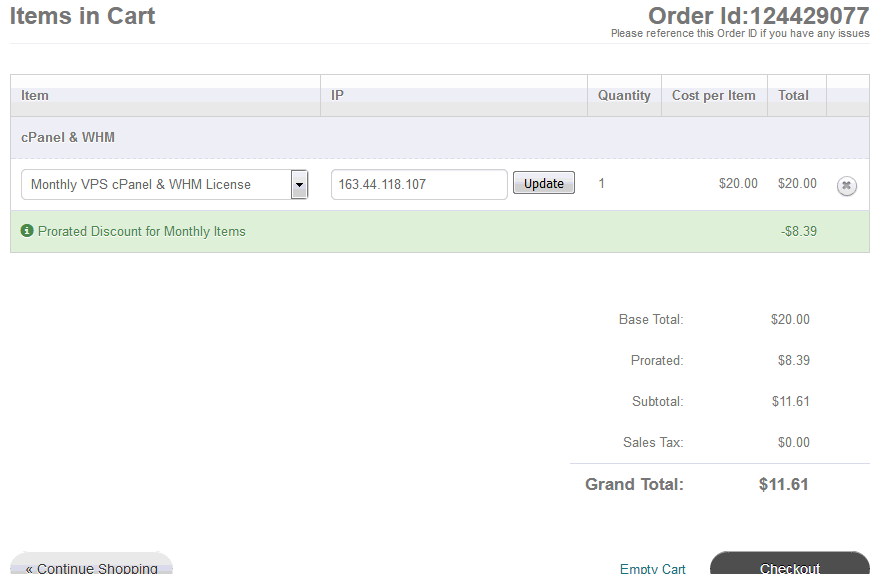 Items in Cart
Order Id:124429077
Please reference this Order ID if you have any issues
Item IP Quantity Cost per Item Total
cPanel & WHM
Monthly VPS cPanel & WHM License 163.44.118.107 Update 1 $20.00 $20.00
Prorated Discount for Monthly Items -$8.39
Base Total: $20.00
Prorated: $8.39
Subtotal: $11.61
Sales Tax: $0.00
Grand Total: $11.61
« Continue Shopping Empty Cart Checkout